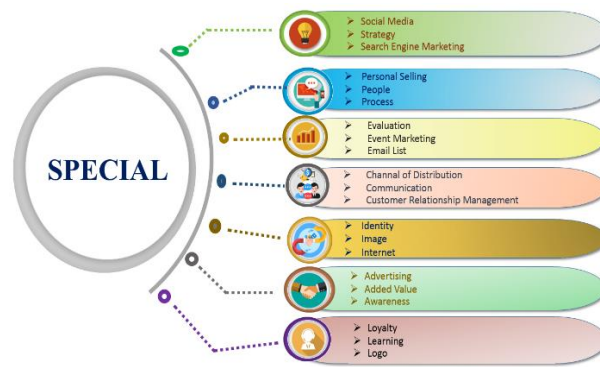 SPECIAL
Social Media
Strategy
Search Engine Marketing
Personal Selling
People
Process
Evaluation
Event Marketing
Email List
Channel of Distribution
Communication
Customer Relationship Management
Identity
Image
Internet
Advertising
Added Value
Awareness
Loyalty
Learning
Logo